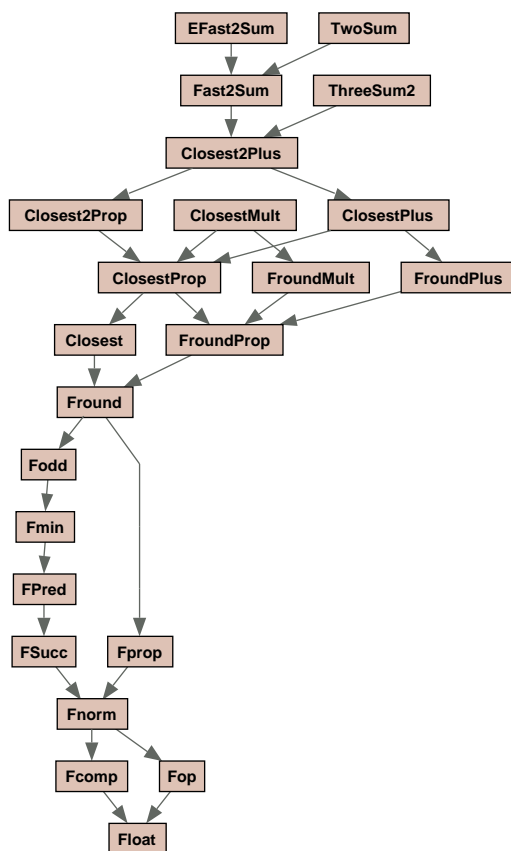 EFast2Sum
TwoSum
Fast2Sum
ThreeSum2
Closest2Plus
Closest2Prop
ClosestMult
ClosestPlus
ClosestProp
FroundMult
FroundPlus
Closest
FroundProp
Fround
Fodd
Fmin
FPred
FSucc
Fprop
Fnorm
Fcomp
Fop
Float